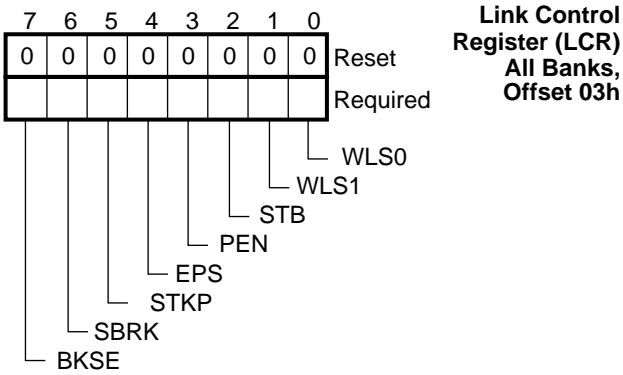 7 6 5 4 3 2 1 0
0 0 0 0 0 0 0 0 Reset
Required
Link Control
Register (LCR)
All Banks,
Offset 03h
WLS0
WLS1
STB
PEN
EPS
STKP
SBRK
BKSE